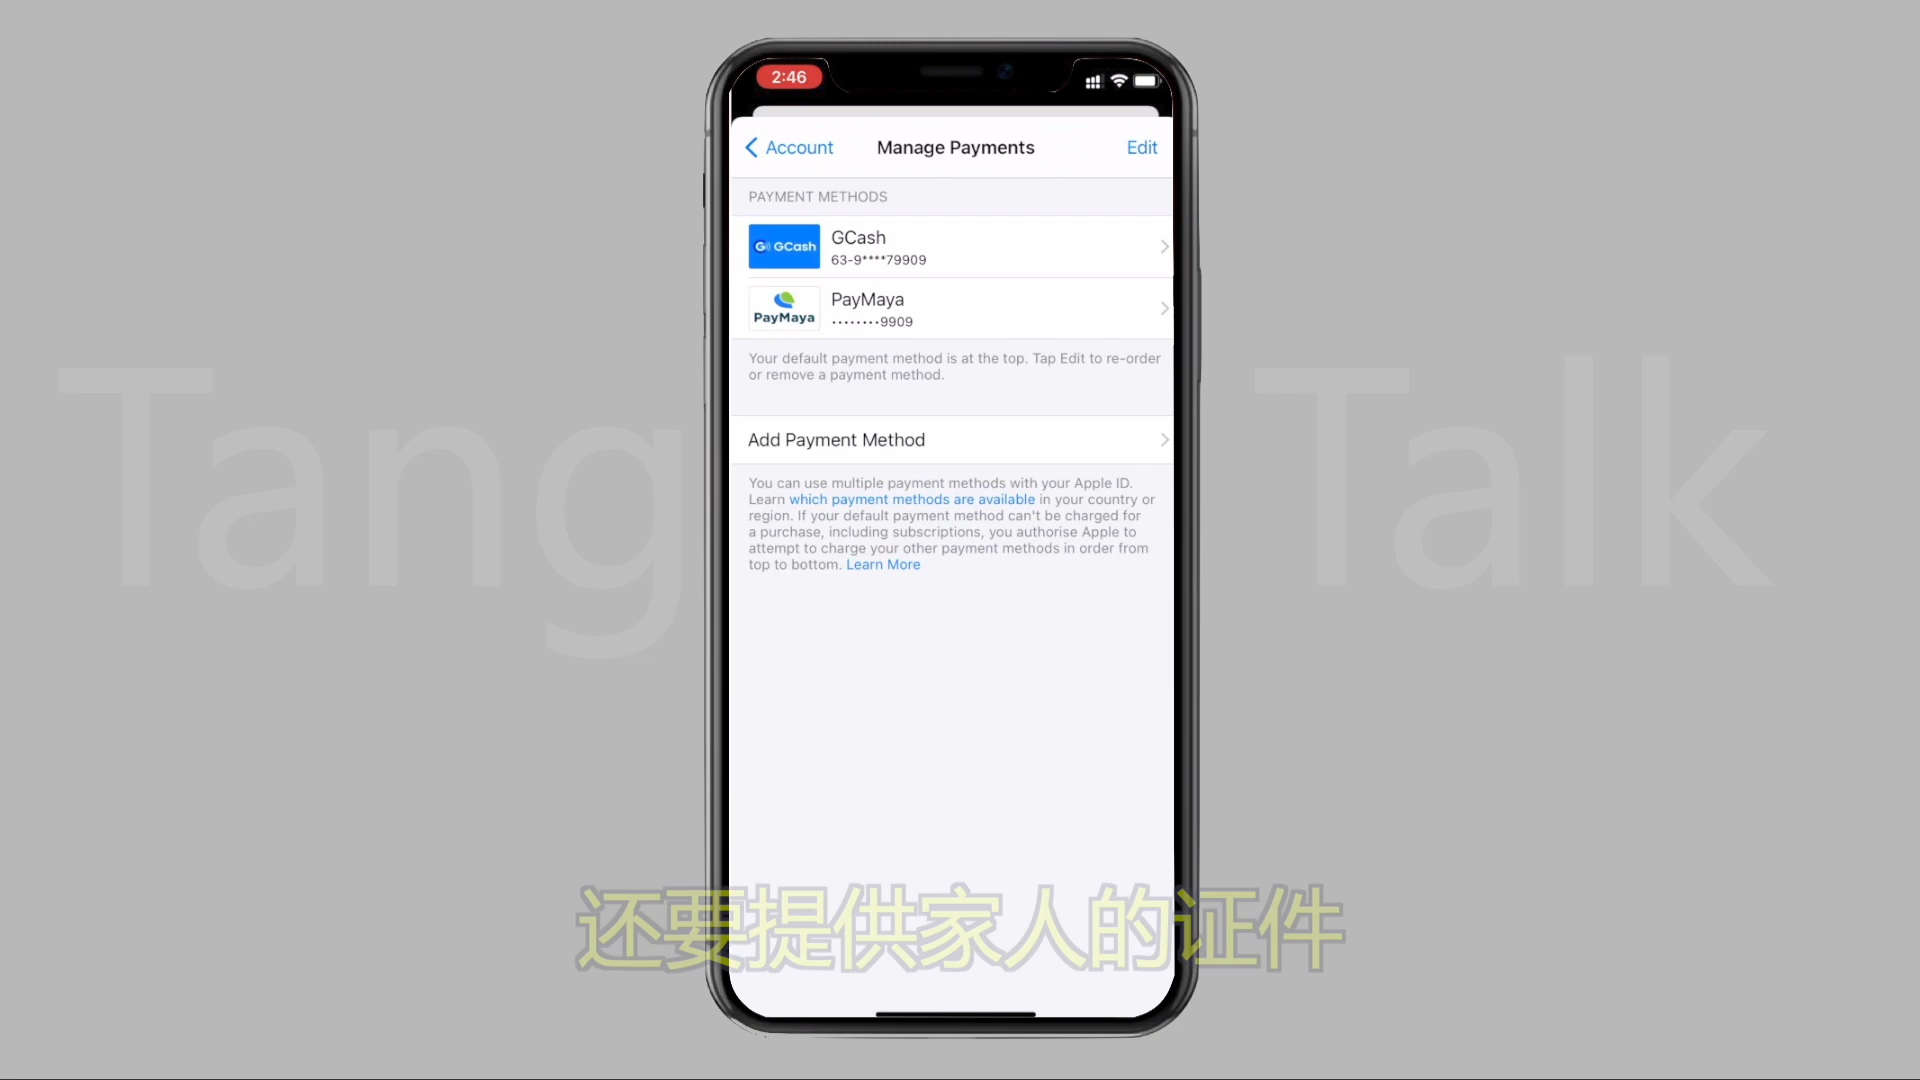 2:46
Account
Manage Payments
Edit
PAYMENT METHODS
GCash
GCash
63-9****79909
PayMaya
PayMaya
········9909
Your default payment method is at the top. Tap Edit to re-order
or remove a payment method.
Tang Talk
Add Payment Method
You can use multiple payment methods with your Apple ID.
Learn which payment methods are available in your country or
region. If your default payment method can't be charged for
a purchase, including subscriptions, you authorise Apple to
attempt to charge your other payment methods in order from
top to bottom. Learn More
还要提供家人的证件